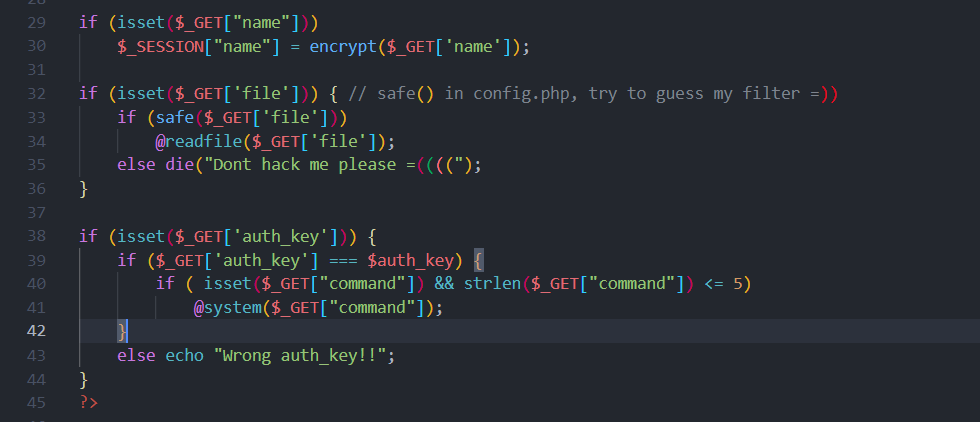 29 if (isset($_GET["name"]))
30 $_SESSION["name"] = encrypt($_GET['name']);
31
32 if (isset($_GET['file'])) { // safe() in config.php, try to guess my filter =))
33 if (safe($_GET['file']))
34 @readfile($_GET['file']);
35 else die("Dont hack me please =((((");
36 }
37
38 if (isset($_GET['auth_key'])) {
39 if ($_GET['auth_key'] === $auth_key) {
40 if ( isset($_GET["command"]) && strlen($_GET["command"]) <= 5)
41 @system($_GET["command"]);
42 }
43 else echo "Wrong auth_key!!";
44 }
45 ?>